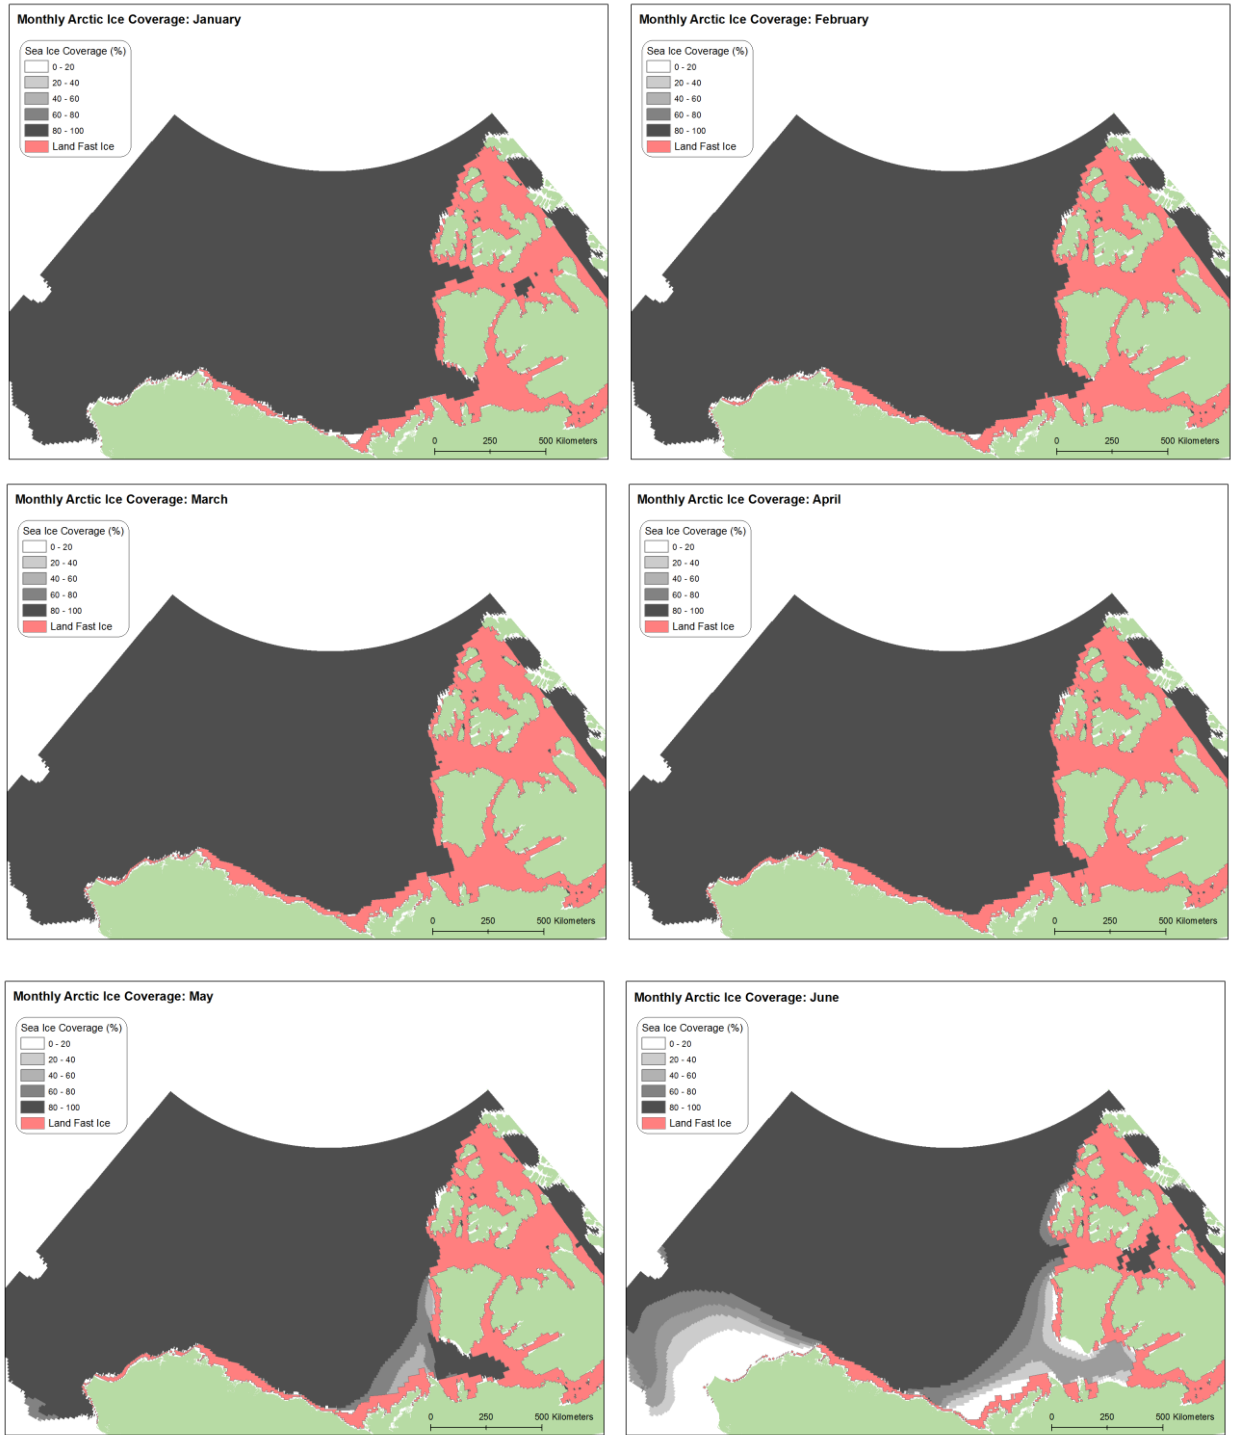 Monthly Arctic Ice Coverage: January
Sea Ice Coverage (%)
0 - 20
20 - 40
40 - 60
60 - 80
80 - 100
Land Fast Ice
0 250 500 Kilometers
Monthly Arctic Ice Coverage: February
Sea Ice Coverage (%)
0 - 20
20 - 40
40 - 60
60 - 80
80 - 100
Land Fast Ice
0 250 500 Kilometers
Monthly Arctic Ice Coverage: March
Sea Ice Coverage (%)
0 - 20
20 - 40
40 - 60
60 - 80
80 - 100
Land Fast Ice
0 250 500 Kilometers
Monthly Arctic Ice Coverage: April
Sea Ice Coverage (%)
0 - 20
20 - 40
40 - 60
60 - 80
80 - 100
Land Fast Ice
0 250 500 Kilometers
Monthly Arctic Ice Coverage: May
Sea Ice Coverage (%)
0 - 20
20 - 40
40 - 60
60 - 80
80 - 100
Land Fast Ice
0 250 500 Kilometers
Monthly Arctic Ice Coverage: June
Sea Ice Coverage (%)
0 - 20
20 - 40
40 - 60
60 - 80
80 - 100
Land Fast Ice
0 250 500 Kilometers